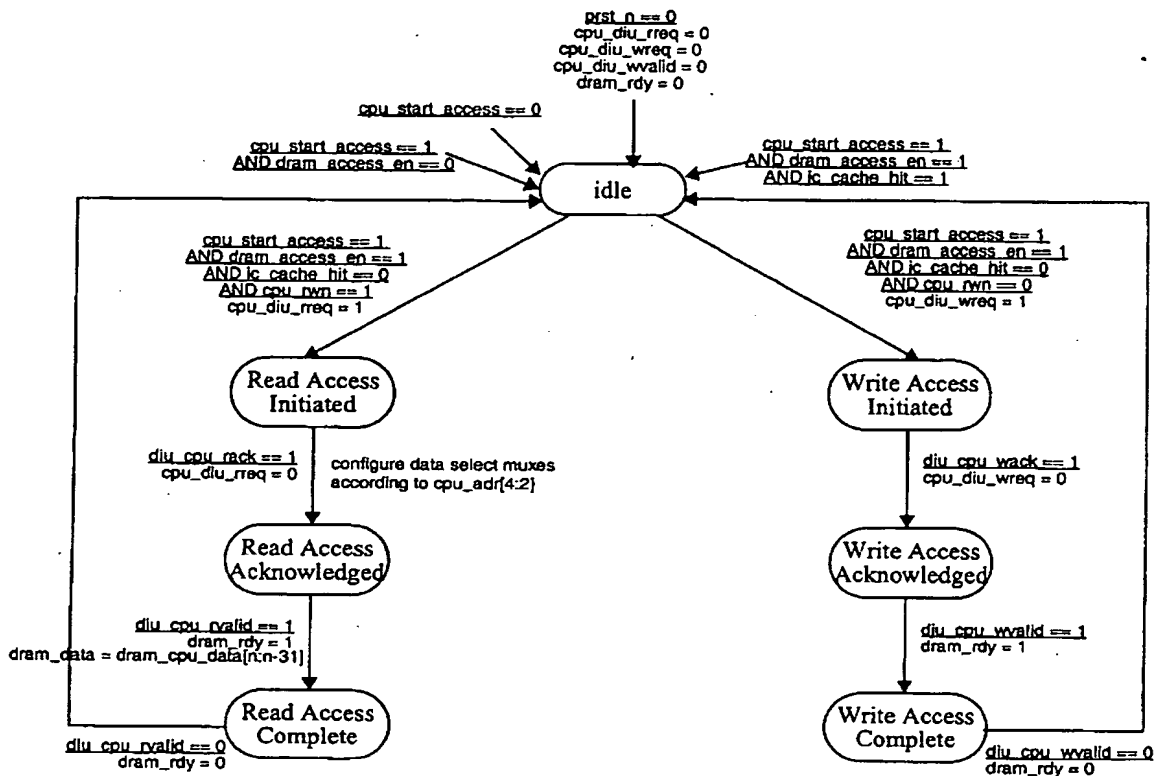 prst_n == 0
cpu_diu_rreq = 0
cpu_diu_wreq = 0
cpu_diu_wvalid = 0
dram_rdy = 0
cpu_start_access == 0
cpu_start_access == 1
AND dram_access_en == 0
cpu_start_access == 1
AND dram_access_en == 1
AND ic_cache_hit == 1
idle
cpu_start_access == 1
AND dram_access_en == 1
AND ic_cache_hit == 0
AND cpu_rwn == 1
cpu_diu_rreq = 1
cpu_start_access == 1
AND dram_access_en == 1
AND ic_cache_hit == 0
AND cpu_rwn == 0
cpu_diu_wreq = 1
Read Access
Initiated
Write Access
Initiated
diu_cpu_rack == 1
cpu_diu_rreq = 0
configure data select muxes
according to cpu_adr[4:2]
diu_cpu_wack == 1
cpu_diu_wreq = 0
Read Access
Acknowledged
Write Access
Acknowledged
diu_cpu_rvalid == 1
dram_rdy = 1
dram_data = dram_cpu_data[n:n-31]
diu_cpu_wvalid == 1
dram_rdy = 1
Read Access
Complete
Write Access
Complete
diu_cpu_rvalid == 0
dram_rdy = 0
diu_cpu_wvalid == 0
dram_rdy = 0